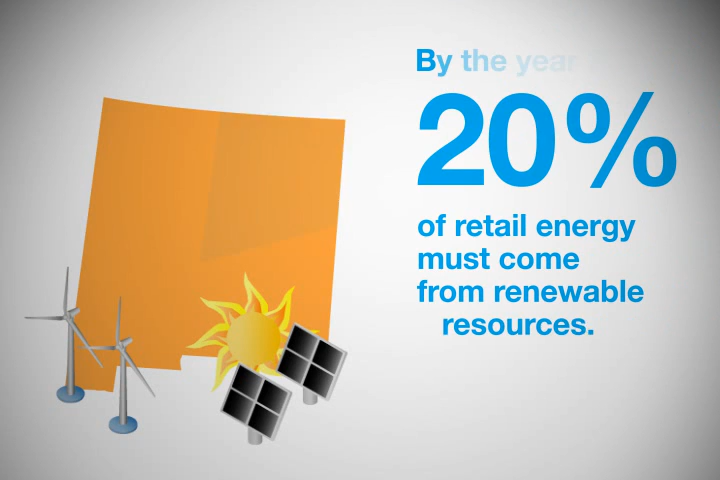 By the year
20%
of retail energy
must come
from renewable
resources.